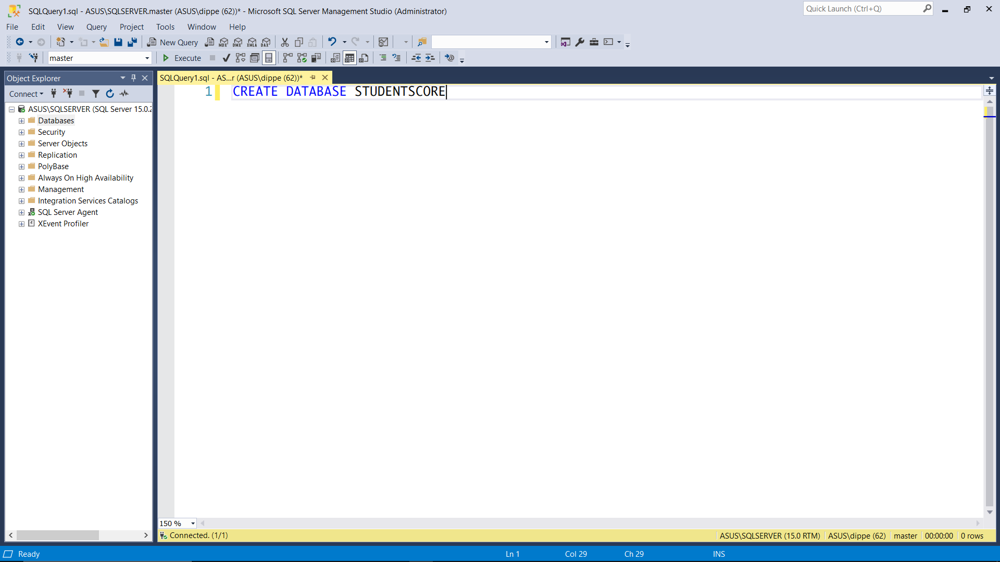 SQLQuery1.sql - ASUS\SQLSERVER.master (ASUS\dippe (62))* - Microsoft SQL Server Management Studio (Administrator)
Quick Launch (Ctrl+Q)
File Edit View Query Project Tools Window Help
New Query MDX DMX XMLA DAX
master
Execute
Object Explorer
SQLQuery1.sql - AS...r (ASUS\dippe (62))*
Connect
1 CREATE DATABASE STUDENTSCORE
ASUS\SQLSERVER (SQL Server 15.0.2
Databases
Security
Server Objects
Replication
PolyBase
Always On High Availability
Management
Integration Services Catalogs
SQL Server Agent
XEvent Profiler
150 %
Connected. (1/1)
ASUS\SQLSERVER (15.0 RTM) ASUS\dippe (62) master 00:00:00 0 rows
Ready
Ln 1 Col 29 Ch 29 INS